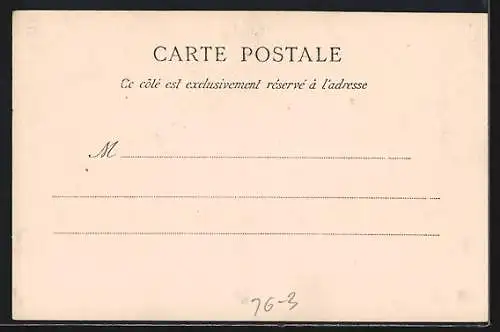 CARTE POSTALE
Ce côté est exclusivement réservé à l'adresse
M
76-3